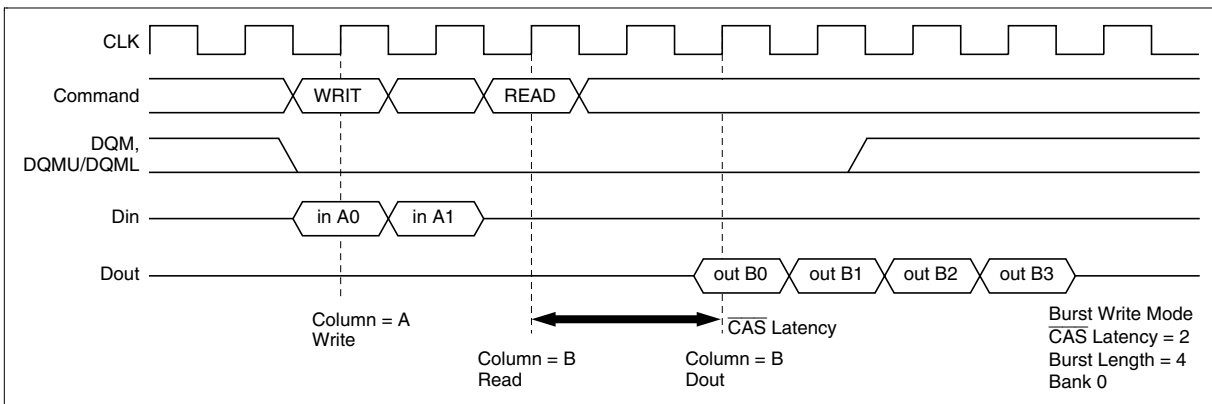 CLK
Command WRIT READ
DQM,
DQMU/DQML
Din in A0 in A1
Dout out B0 out B1 out B2 out B3
Column = A
Write
Column = B
Read
CAS Latency
Column = B
Dout
Burst Write Mode
CAS Latency = 2
Burst Length = 4
Bank 0